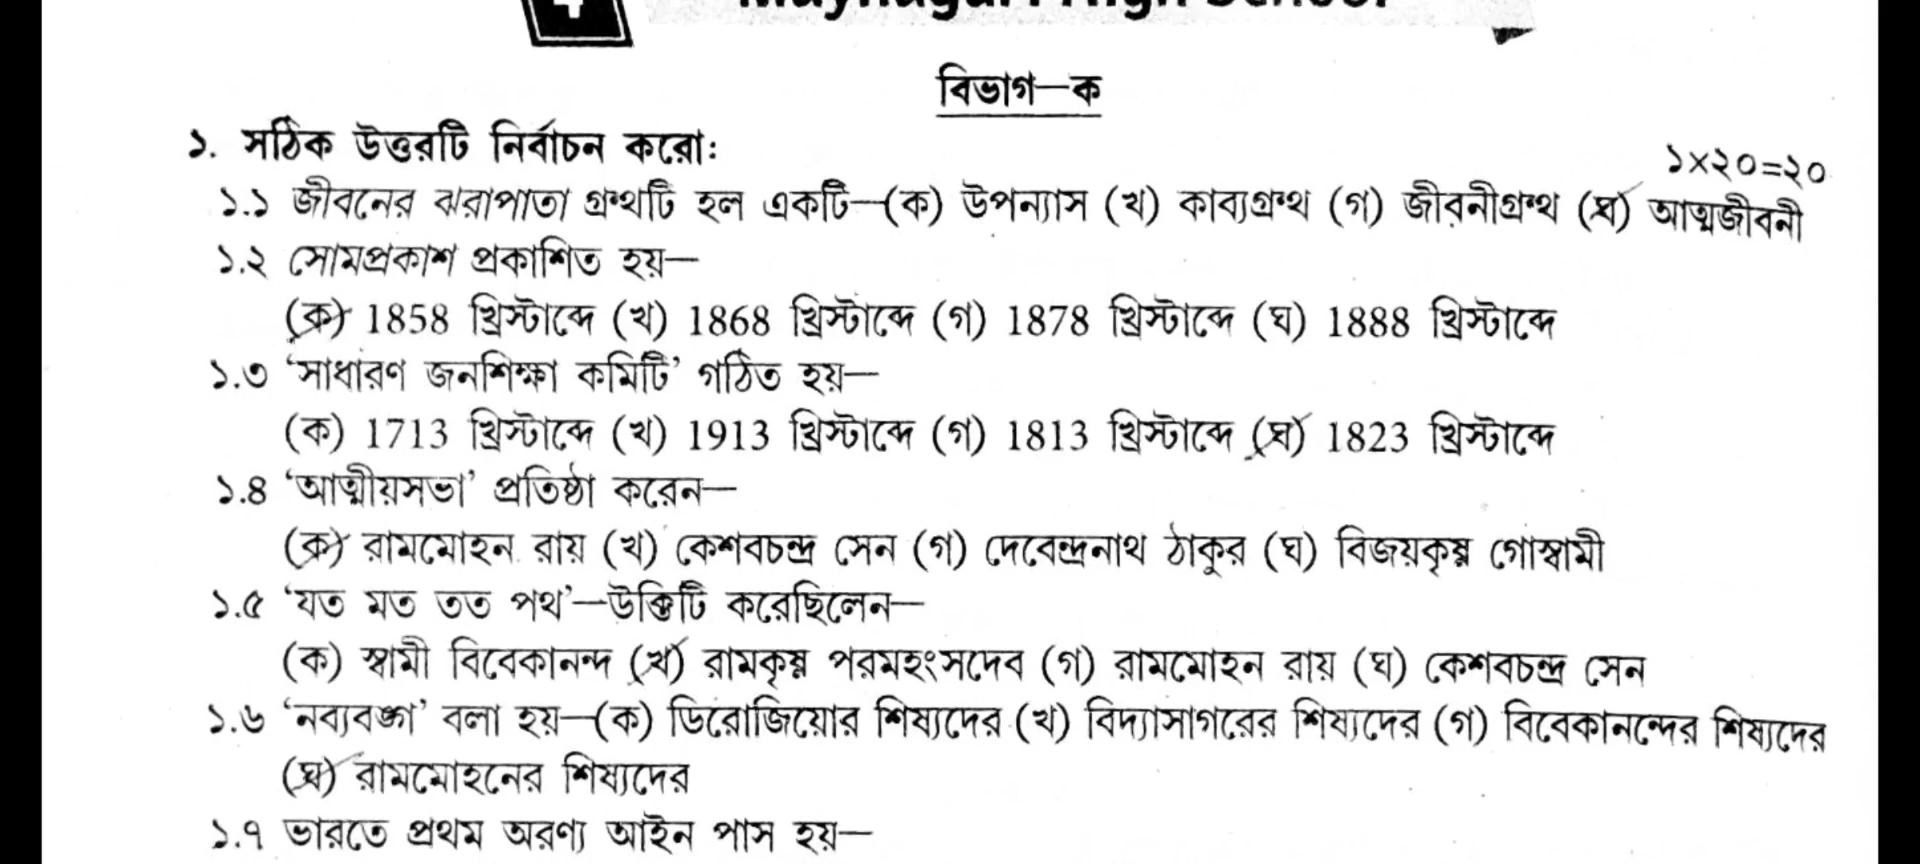 4
Maynaguri High School
বিভাগ—ক
১. সঠিক উত্তরটি নির্বাচন করো:
১×২০=২০
১.১ জীবনের ঝরাপাতা গ্রন্থটি হল একটি—(ক) উপন্যাস (খ) কাব্যগ্রন্থ (গ) জীবনীগ্রন্থ (ঘ) আত্মজীবনী
১.২ সোমপ্রকাশ প্রকাশিত হয়—
(ক) 1858 খ্রিস্টাব্দে (খ) 1868 খ্রিস্টাব্দে (গ) 1878 খ্রিস্টাব্দে (ঘ) 1888 খ্রিস্টাব্দে
১.৩ ‘সাধারণ জনশিক্ষা কমিটি’ গঠিত হয়—
(ক) 1713 খ্রিস্টাব্দে (খ) 1913 খ্রিস্টাব্দে (গ) 1813 খ্রিস্টাব্দে (ঘ) 1823 খ্রিস্টাব্দে
১.৪ ‘আত্মীয়সভা’ প্রতিষ্ঠা করেন—
(ক) রামমোহন রায় (খ) কেশবচন্দ্র সেন (গ) দেবেন্দ্রনাথ ঠাকুর (ঘ) বিজয়কৃষ্ণ গোস্বামী
১.৫ ‘যত মত তত পথ’—উক্তিটি করেছিলেন—
(ক) স্বামী বিবেকানন্দ (খ) রামকৃষ্ণ পরমহংসদেব (গ) রামমোহন রায় (ঘ) কেশবচন্দ্র সেন
১.৬ ‘নব্যবঙ্গ’ বলা হয়—(ক) ডিরোজিয়োর শিষ্যদের (খ) বিদ্যাসাগরের শিষ্যদের (গ) বিবেকানন্দের শিষ্যদের
(ঘ) রামমোহনের শিষ্যদের
১.৭ ভারতে প্রথম অরণ্য আইন পাস হয়—